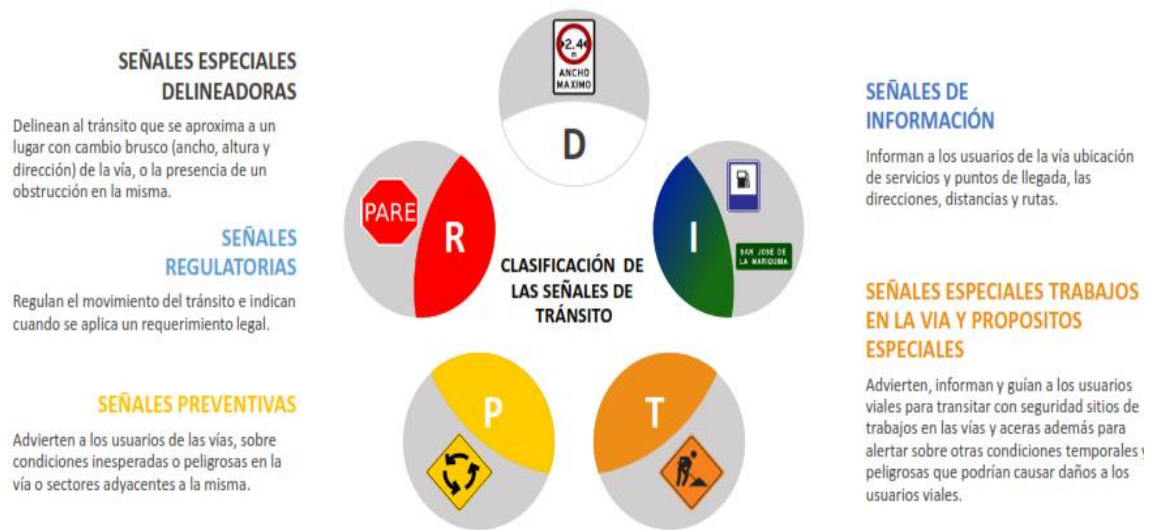 SEÑALES ESPECIALES
DELINEADORAS
Delinean al tránsito que se aproxima a un
lugar con cambio brusco (ancho, altura y
dirección) de la vía, o la presencia de un
obstrucción en la misma.
SEÑALES
REGULATORIAS
Regulan el movimiento del tránsito e indican
cuando se aplica un requerimiento legal.
SEÑALES PREVENTIVAS
Advierten a los usuarios de las vías, sobre
condiciones inesperadas o peligrosas en la
vía o sectores adyacentes a la misma.
2.4
m
ANCHO
MAXIMO
D
PARE
R
I
SAN JOSE DE
LA MARIQUINA
CLASIFICACIÓN DE
LAS SEÑALES DE
TRÁNSITO
P
T
SEÑALES DE
INFORMACIÓN
Informan a los usuarios de la vía ubicación
de servicios y puntos de llegada, las
direcciones, distancias y rutas.
SEÑALES ESPECIALES TRABAJOS
EN LA VIA Y PROPOSITOS
ESPECIALES
Advierten, informan y guían a los usuarios
viales para transitar con seguridad sitios de
trabajos en las vías y aceras además para
alertar sobre otras condiciones temporales y
peligrosas que podrían causar daños a los
usuarios viales.